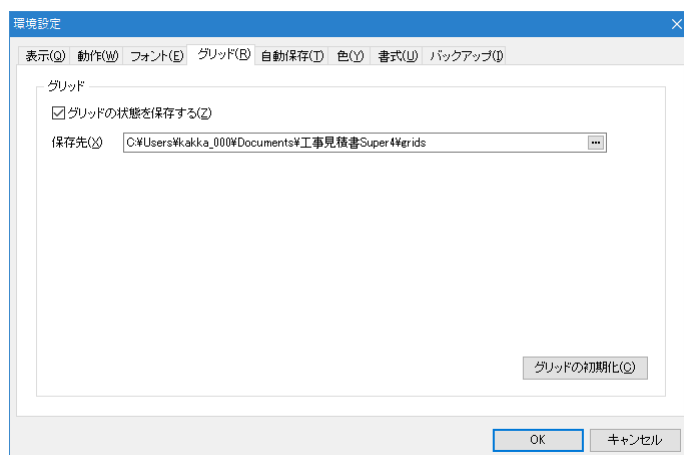 環境設定
表示(Q) 動作(W) フォント(E) グリッド(R) 自動保存(T) 色(Y) 書式(U) バックアップ(I)
グリッド
グリッドの状態を保存する(Z)
保存先(X) C:¥Users¥kakka_000¥Documents¥工事見積書Super4¥grids ...
グリッドの初期化(C)
OK キャンセル